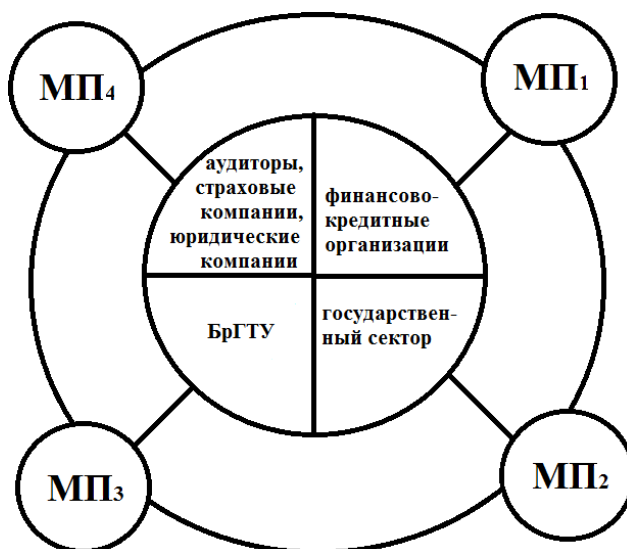 МП4
МП1
аудиторы,
страховые
компании,
юридические
компании
финансово-
кредитные
организации
БрГТУ
государствен-
ный сектор
МП3
МП2